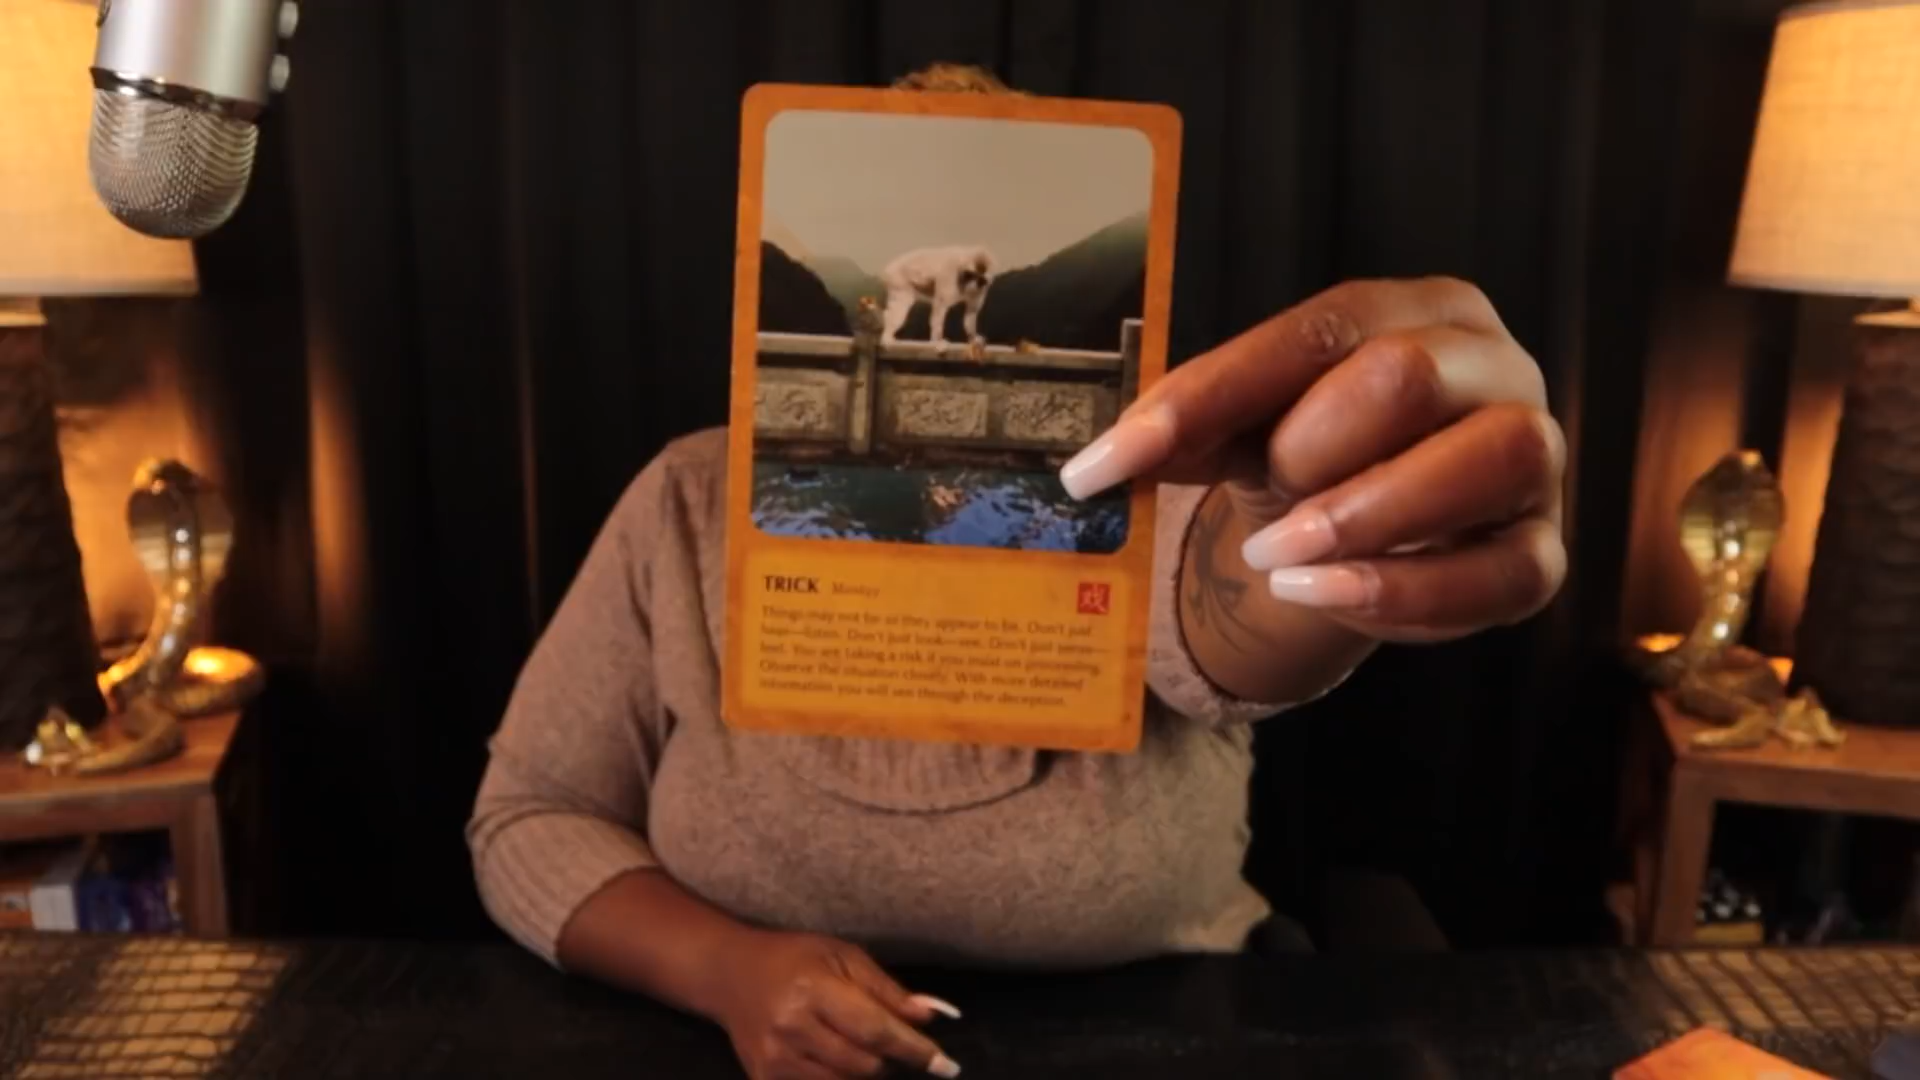 TRICK Monkey
戏
Things may not be as they appear to be. Don't just
hear—listen. Don't just look—see. Don't just sense—
feel. You are taking a risk if you insist on proceeding.
Observe the situation closely. With more detailed
information you will see through the deception.